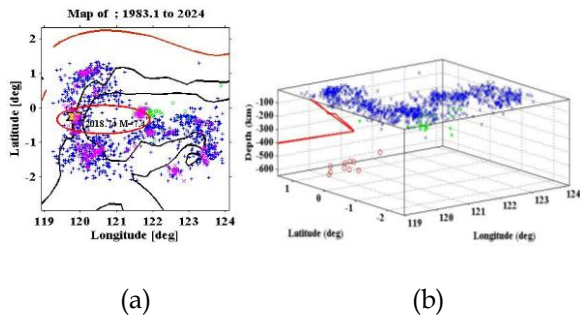 Map of ; 1983.1 to 2024
Latitude [deg]
2
1
0
-1
-2
119 120 121 122 123 124
Longitude [deg]
Depth (km)
-100
-200
-300
-400
-500
-600
1
0
-1
-2
Latitude (deg)
119
120
121
122
123
124
Longitude (deg)
(a)
(b)